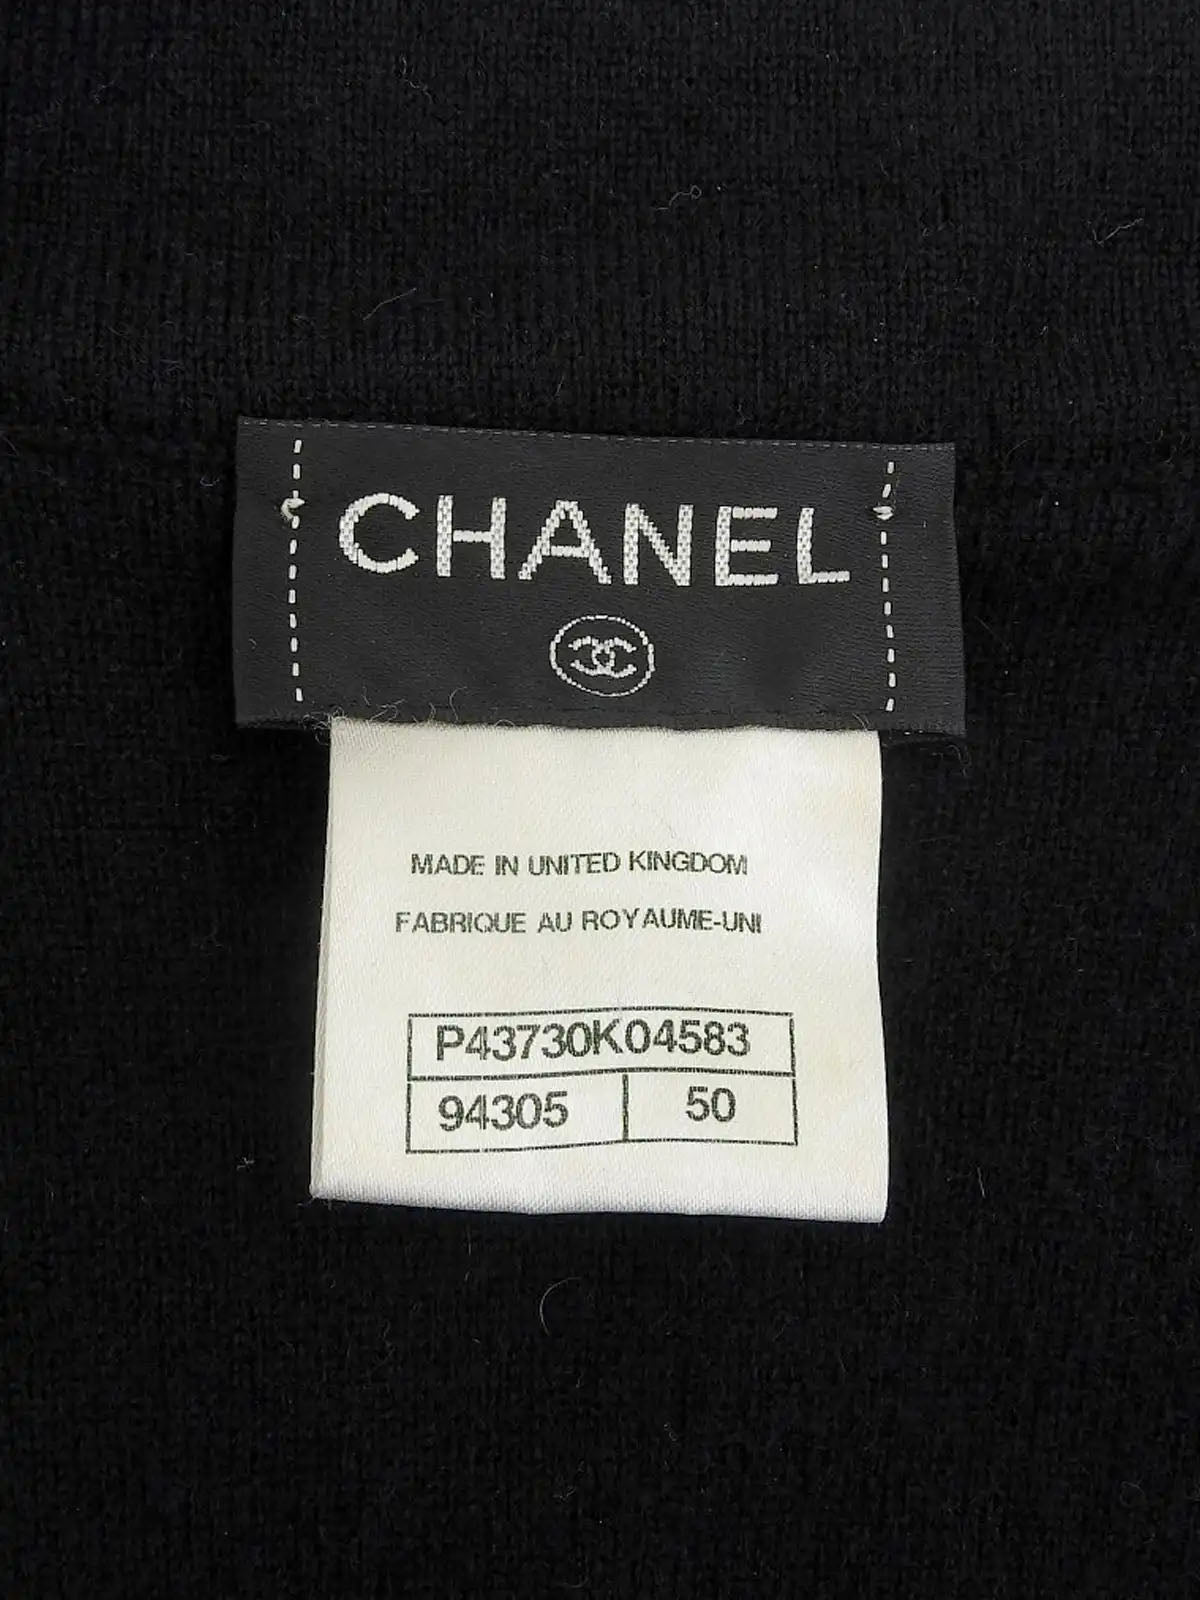 CHANEL
MADE IN UNITED KINGDOM
FABRIQUE AU ROYAUME-UNI
P43730K04583
94305 50